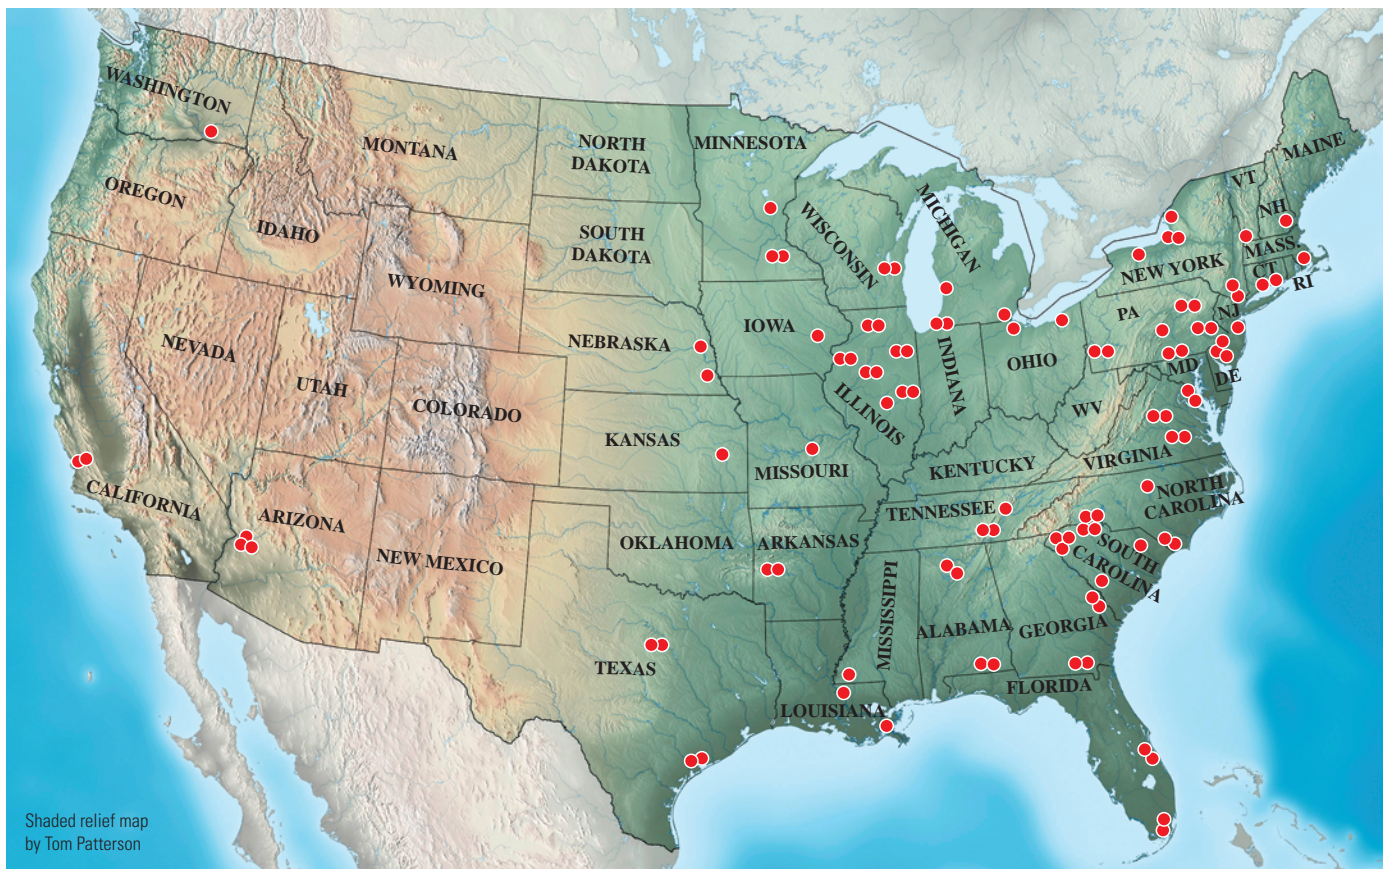 WASHINGTON
MONTANA
NORTH
DAKOTA
MINNESOTA
MAINE
VT
NH
OREGON
IDAHO
SOUTH
DAKOTA
WISCONSIN
MICHIGAN
MASS.
CT
RI
NEW YORK
WYOMING
NEVADA
UTAH
COLORADO
NEBRASKA
IOWA
ILLINOIS
INDIANA
OHIO
PA
NJ
MD
DE
WV
KANSAS
MISSOURI
KENTUCKY
VIRGINIA
CALIFORNIA
ARIZONA
NEW MEXICO
OKLAHOMA
ARKANSAS
TENNESSEE
NORTH
CAROLINA
SOUTH
CAROLINA
TEXAS
LOUISIANA
MISSISSIPPI
ALABAMA
GEORGIA
FLORIDA
Shaded relief map
by Tom Patterson